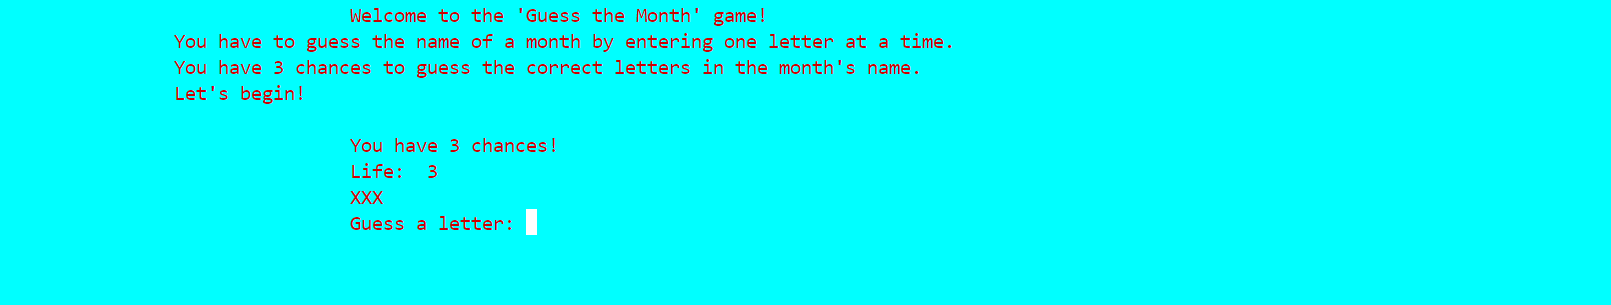 Welcome to the 'Guess the Month' game!
You have to guess the name of a month by entering one letter at a time.
You have 3 chances to guess the correct letters in the month's name.
Let's begin!
You have 3 chances!
Life:  3
XXX
Guess a letter: